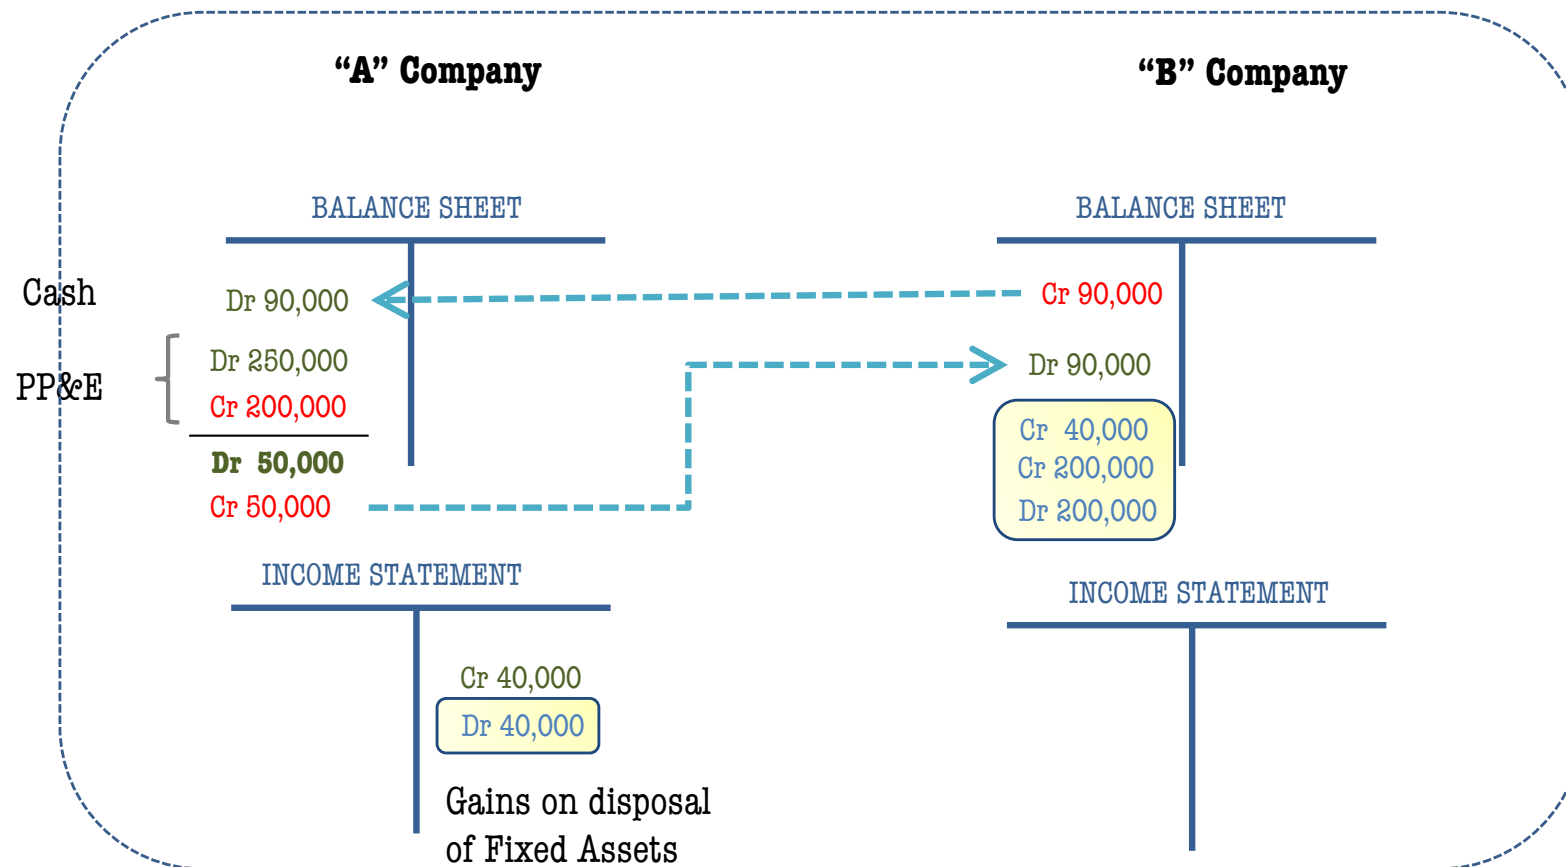 “A” Company
“B” Company
BALANCE SHEET
BALANCE SHEET
Cash
Dr 90,000
Cr 90,000
PP&E
Dr 250,000
Cr 200,000
Dr 50,000
Cr 50,000
Dr 90,000
Cr 40,000
Cr 200,000
Dr 200,000
INCOME STATEMENT
INCOME STATEMENT
Cr 40,000
Dr 40,000
Gains on disposal
of Fixed Assets